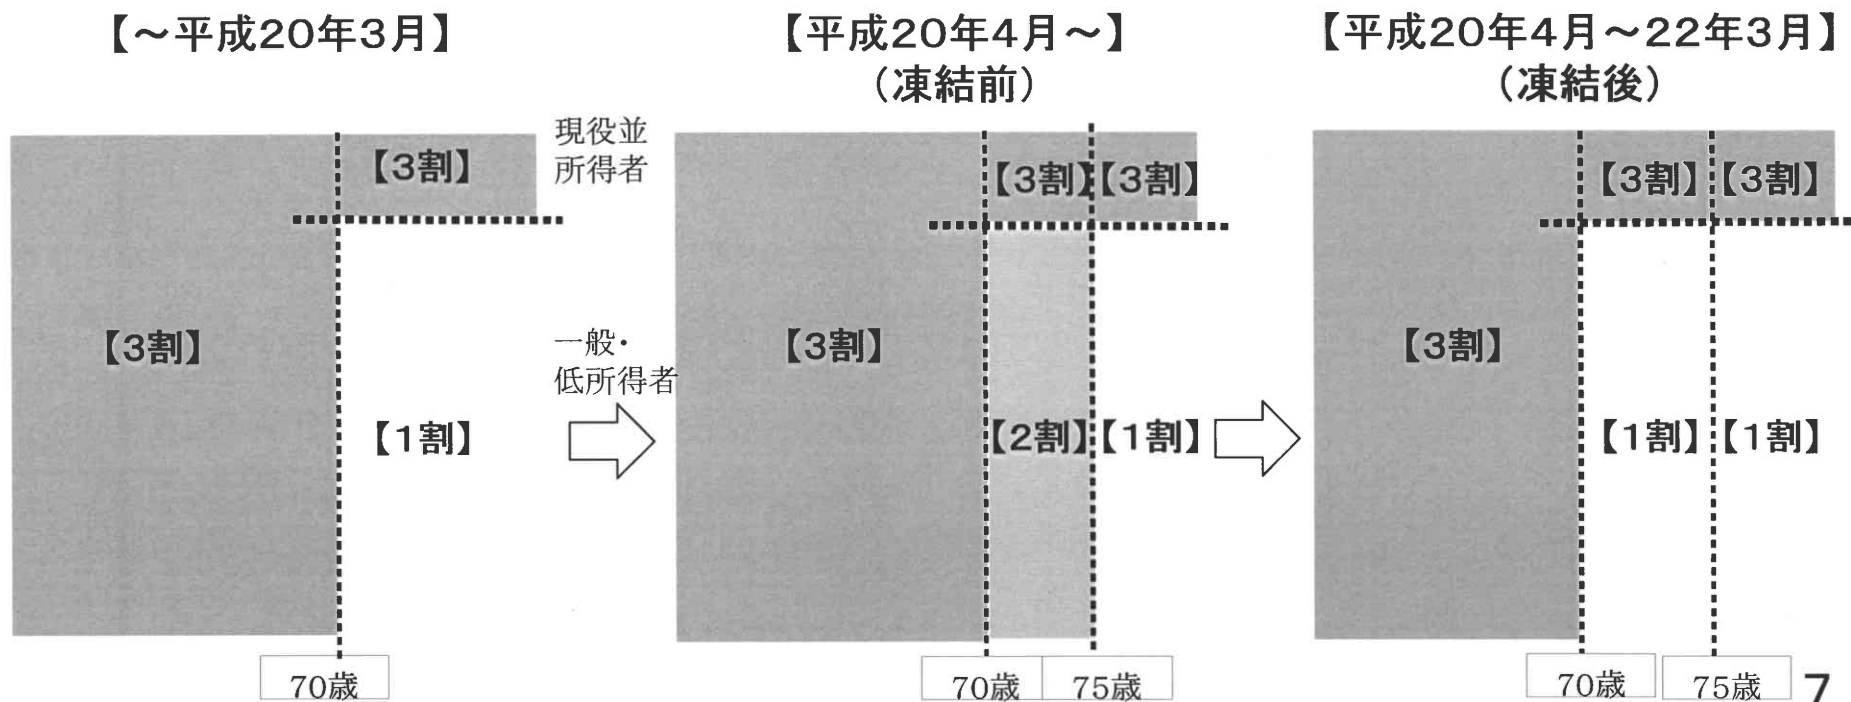 【～平成20年3月】
【3割】
現役並
所得者
【3割】
一般・
低所得者
【1割】
70歳
【平成20年4月～】
（凍結前）
【3割】【3割】
【3割】
【2割】【1割】
70歳 75歳
【平成20年4月～22年3月】
（凍結後）
【3割】【3割】
【3割】
【1割】【1割】
70歳 75歳
7